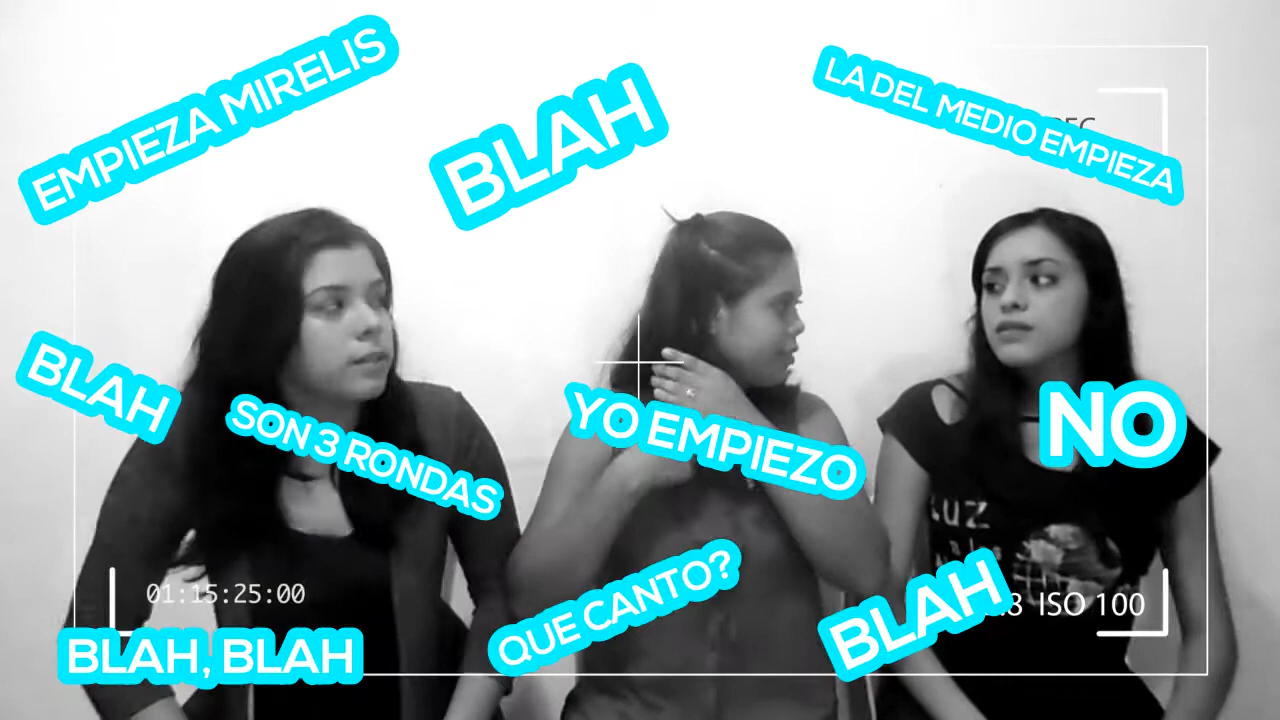 EMPIEZA MIRELIS
BLAH
LA DEL MEDIO EMPIEZA
BLAH
SON 3 RONDAS
YO EMPIEZO
NO
LUZ
QUE CANTO?
BLAH
01:15:25:00
ISO 100
BLAH, BLAH